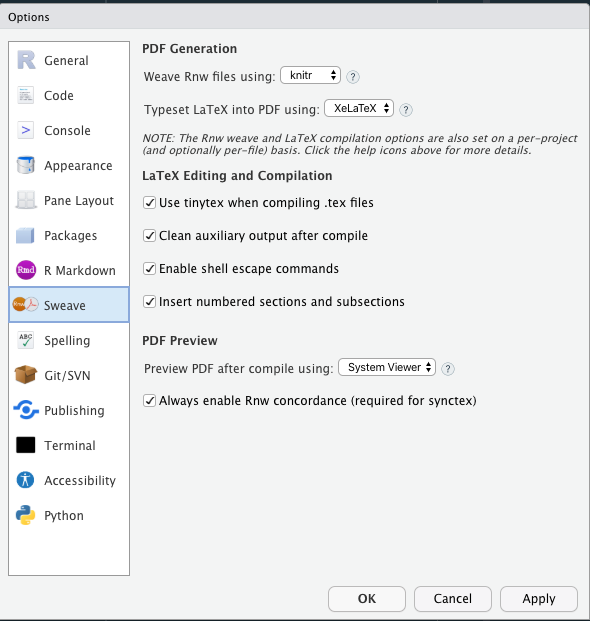 Options
General
Code
Console
Appearance
Pane Layout
Packages
Rmd R Markdown
Sweave
ABC Spelling
Git/SVN
Publishing
Terminal
Accessibility
Python
PDF Generation
Weave Rnw files using: knitr ?
Typeset LaTeX into PDF using: XeLaTeX ?
NOTE: The Rnw weave and LaTeX compilation options are also set on a per-project
(and optionally per-file) basis. Click the help icons above for more details.
LaTeX Editing and Compilation
Use tinytex when compiling .tex files
Clean auxiliary output after compile
Enable shell escape commands
Insert numbered sections and subsections
PDF Preview
Preview PDF after compile using: System Viewer ?
Always enable Rnw concordance (required for synctex)
OK Cancel Apply